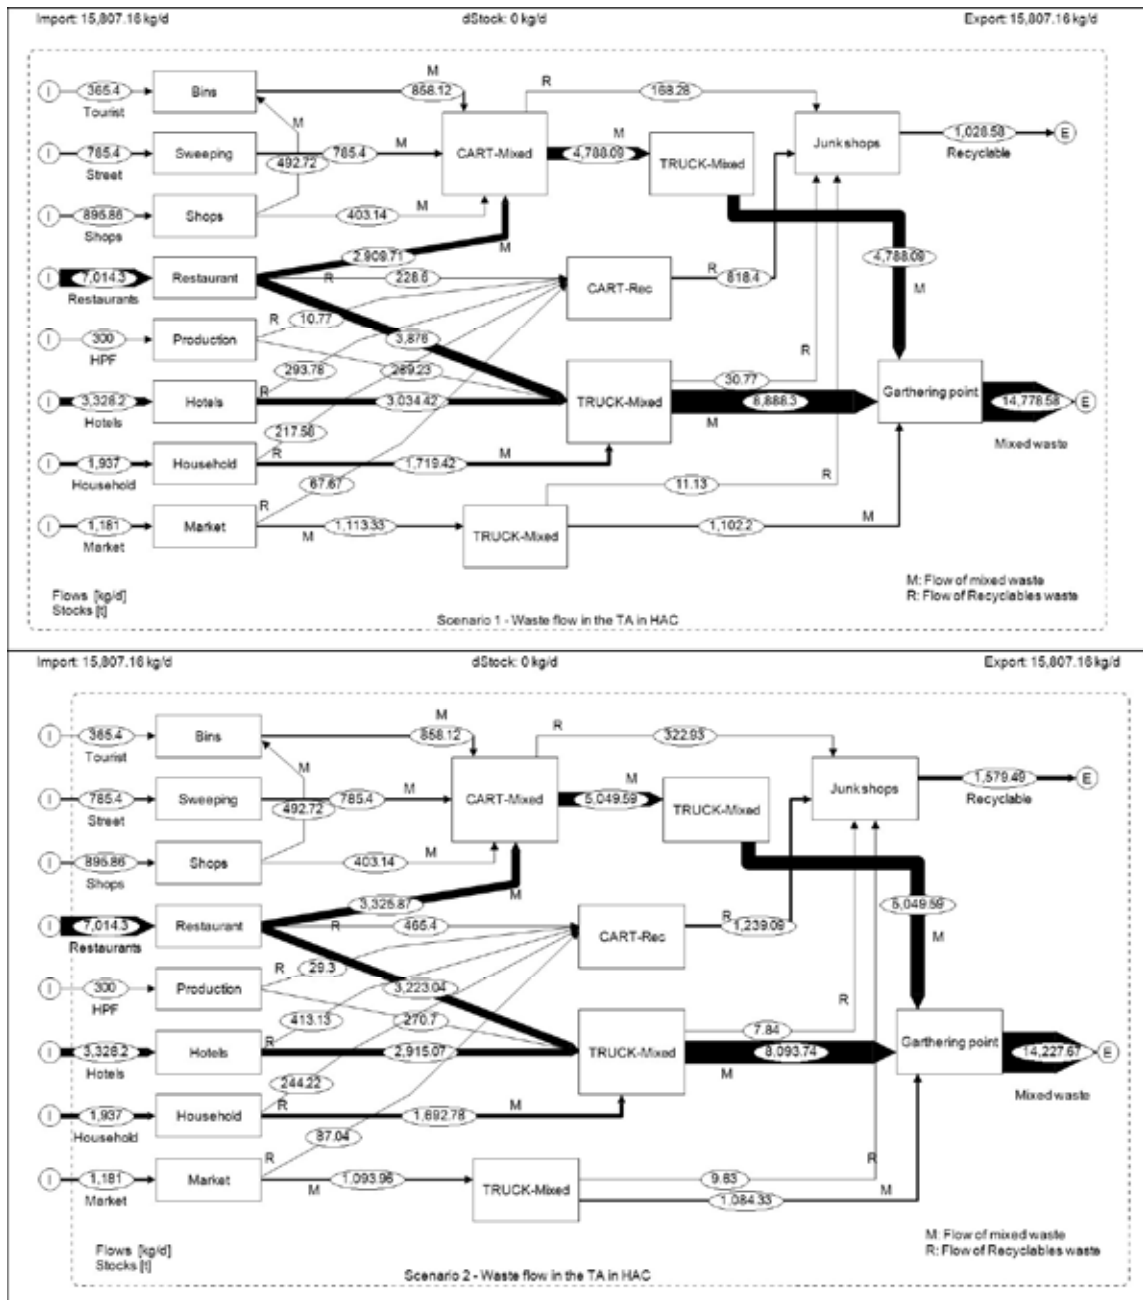 Import: 15,807.16 kg/d dStock: 0 kg/d Export: 15,807.16 kg/d
M
I 365.4 Bins 858.12 R 168.28
Tourist
M
I 785.4 Sweeping 492.72 785.4 M CART-Mixed 4,788.09 M TRUCK-Mixed Junkshops 1,028.58 E
Street Recyclable
I 895.86 Shops 403.14 M
Shops
2,909.71 M 4,788.09
I 7,014.3 Restaurant R 228.6 CART-Rec R 818.4 M
Restaurants
R 10.77
I 300 Production 3,876
HPF 293.78 289.23 R
30.77
I 3,328.2 Hotels R 3,034.42 TRUCK-Mixed 8,888.3 Garthering point 14,778.58 E
Hotels M
217.58 Mixed waste
I 1,937 Household R 1,719.42 M
Household
67.67 11.13 R
R
I 1,181 Market M 1,113.33 TRUCK-Mixed 1,102.2 M
Market
M: Flow of mixed waste
Flows [kg/d] R: Flow of Recyclables waste
Stocks [t]
Scenario 1 - Waste flow in the TA in HAC
Import: 15,807.16 kg/d dStock: 0 kg/d Export: 15,807.16 kg/d
M
I 365.4 Bins 858.12 R 322.93
Tourist
M
I 785.4 Sweeping 492.72 785.4 M CART-Mixed 5,049.59 M TRUCK-Mixed Junkshops 1,579.49 E
Street Recyclable
I 895.86 Shops 403.14 M
Shops
3,325.87 M 5,049.59
I 7,014.3 Restaurant R 465.4 CART-Rec R 1,239.09 M
Restaurants
R 29.3
I 300 Production 3,223.04
HPF 413.13 270.7 R
7.84
I 3,328.2 Hotels R 2,915.07 TRUCK-Mixed 8,093.74 Garthering point 14,227.67 E
Hotels M
244.22 Mixed waste
I 1,937 Household R 1,692.78 M
Household
87.04
R R
I 1,181 Market M 1,093.96 TRUCK-Mixed 9.63 M
Market 1,084.33
M: Flow of mixed waste
Flows [kg/d] R: Flow of Recyclables waste
Stocks [t]
Scenario 2 - Waste flow in the TA in HAC